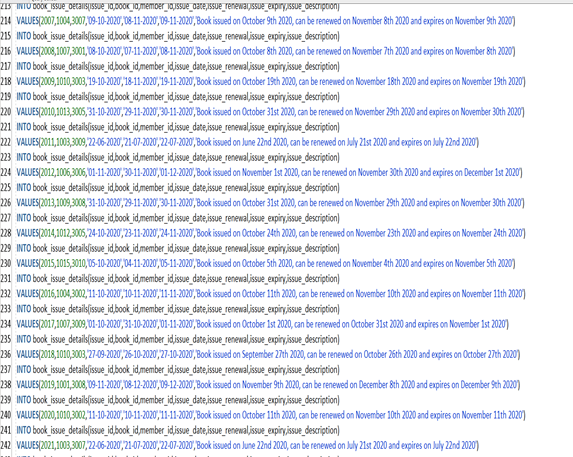 213 INTO book_issue_details(issue_id,book_id,member_id,issue_date,issue_renewal,issue_expiry,issue_description)
214 VALUES(2007,1004,3007,'09-10-2020','08-11-2020','09-11-2020','Book issued on October 9th 2020, can be renewed on November 8th 2020 and expires on November 9th 2020')
215 INTO book_issue_details(issue_id,book_id,member_id,issue_date,issue_renewal,issue_expiry,issue_description)
216 VALUES(2008,1007,3001,'08-10-2020','07-11-2020','08-11-2020','Book issued on October 8th 2020, can be renewed on November 7th 2020 and expires on November 8th 2020')
217 INTO book_issue_details(issue_id,book_id,member_id,issue_date,issue_renewal,issue_expiry,issue_description)
218 VALUES(2009,1010,3003,'19-10-2020','18-11-2020','19-11-2020','Book issued on October 19th 2020, can be renewed on November 18th 2020 and expires on November 19th 2020')
219 INTO book_issue_details(issue_id,book_id,member_id,issue_date,issue_renewal,issue_expiry,issue_description)
220 VALUES(2010,1013,3005,'31-10-2020','29-11-2020','30-11-2020','Book issued on October 31st 2020, can be renewed on November 29th 2020 and expires on November 30th 2020')
221 INTO book_issue_details(issue_id,book_id,member_id,issue_date,issue_renewal,issue_expiry,issue_description)
222 VALUES(2011,1003,3009,'22-06-2020','21-07-2020','22-07-2020','Book issued on June 22nd 2020, can be renewed on July 21st 2020 and expires on July 22nd 2020')
223 INTO book_issue_details(issue_id,book_id,member_id,issue_date,issue_renewal,issue_expiry,issue_description)
224 VALUES(2012,1006,3006,'01-11-2020','30-11-2020','01-12-2020','Book issued on November 1st 2020, can be renewed on November 30th 2020 and expires on December 1st 2020')
225 INTO book_issue_details(issue_id,book_id,member_id,issue_date,issue_renewal,issue_expiry,issue_description)
226 VALUES(2013,1009,3008,'31-10-2020','29-11-2020','30-11-2020','Book issued on October 31st 2020, can be renewed on November 29th 2020 and expires on November 30th 2020')
227 INTO book_issue_details(issue_id,book_id,member_id,issue_date,issue_renewal,issue_expiry,issue_description)
228 VALUES(2014,1012,3005,'24-10-2020','23-11-2020','24-11-2020','Book issued on October 24th 2020, can be renewed on November 23th 2020 and expires on November 24th 2020')
229 INTO book_issue_details(issue_id,book_id,member_id,issue_date,issue_renewal,issue_expiry,issue_description)
230 VALUES(2015,1015,3010,'05-10-2020','04-11-2020','05-11-2020','Book issued on October 5th 2020, can be renewed on November 4th 2020 and expires on November 5th 2020')
231 INTO book_issue_details(issue_id,book_id,member_id,issue_date,issue_renewal,issue_expiry,issue_description)
232 VALUES(2016,1004,3002,'11-10-2020','10-11-2020','11-11-2020','Book issued on October 11th 2020, can be renewed on November 10th 2020 and expires on November 11th 2020')
233 INTO book_issue_details(issue_id,book_id,member_id,issue_date,issue_renewal,issue_expiry,issue_description)
234 VALUES(2017,1007,3009,'01-10-2020','31-10-2020','01-11-2020','Book issued on October 1st 2020, can be renewed on October 31st 2020 and expires on November 1st 2020')
235 INTO book_issue_details(issue_id,book_id,member_id,issue_date,issue_renewal,issue_expiry,issue_description)
236 VALUES(2018,1010,3003,'27-09-2020','26-10-2020','27-10-2020','Book issued on September 27th 2020, can be renewed on October 26th 2020 and expires on October 27th 2020')
237 INTO book_issue_details(issue_id,book_id,member_id,issue_date,issue_renewal,issue_expiry,issue_description)
238 VALUES(2019,1001,3008,'09-11-2020','08-12-2020','09-12-2020','Book issued on November 9th 2020, can be renewed on December 8th 2020 and expires on December 9th 2020')
239 INTO book_issue_details(issue_id,book_id,member_id,issue_date,issue_renewal,issue_expiry,issue_description)
240 VALUES(2020,1010,3002,'11-10-2020','10-11-2020','11-11-2020','Book issued on October 11th 2020, can be renewed on November 10th 2020 and expires on November 11th 2020')
241 INTO book_issue_details(issue_id,book_id,member_id,issue_date,issue_renewal,issue_expiry,issue_description)
242 VALUES(2021,1003,3007,'22-06-2020','21-07-2020','22-07-2020','Book issued on June 22nd 2020, can be renewed on July 21st 2020 and expires on July 22nd 2020')